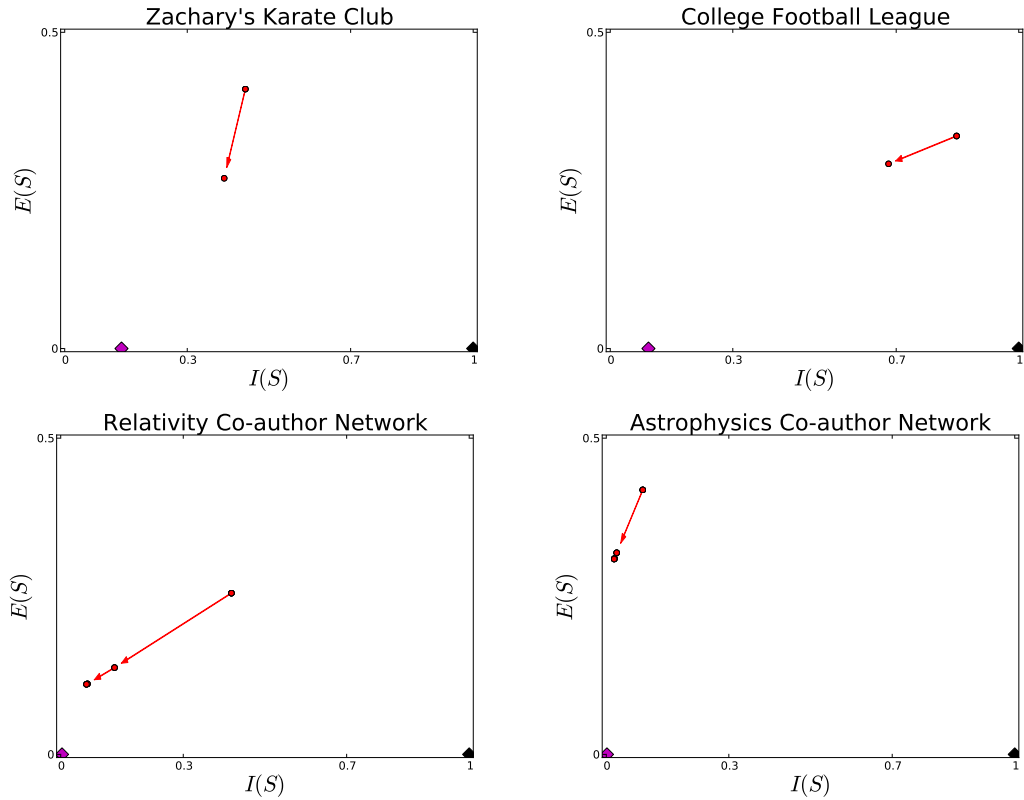 Zachary's Karate Club
0.5
E(S)
0
0 0.3 0.7 1
I(S)
College Football League
0.5
E(S)
0
0 0.3 0.7 1
I(S)
Relativity Co-author Network
0.5
E(S)
0
0 0.3 0.7 1
I(S)
Astrophysics Co-author Network
0.5
E(S)
0
0 0.3 0.7 1
I(S)